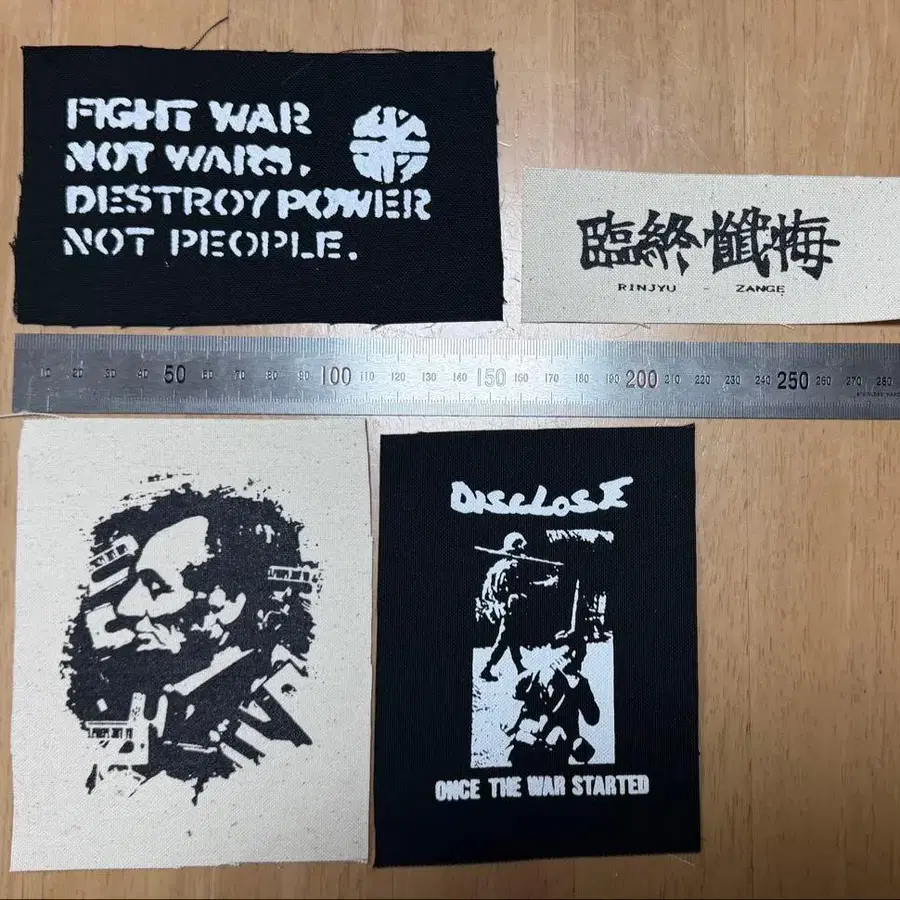 FIGHT WAR
NOT WARS.
DESTROY POWER
NOT PEOPLE.
臨終懺悔
RINJYU - ZANGE
10 20 30 40 50 60 70 80 90 100 110 120 130 140 150 160 170 180 190 200 210 220 230 240 250 260 270 280
DISCLOSE
ONCE THE WAR STARTED